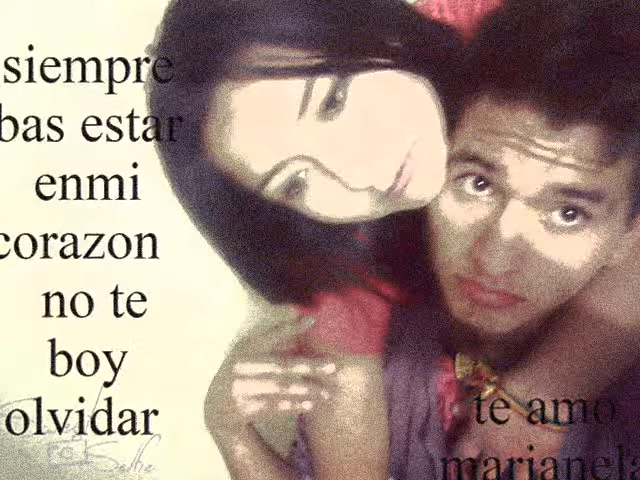 siempre
bas estar
enmi
corazon
no te
boy
olvidar
te amo
marianela